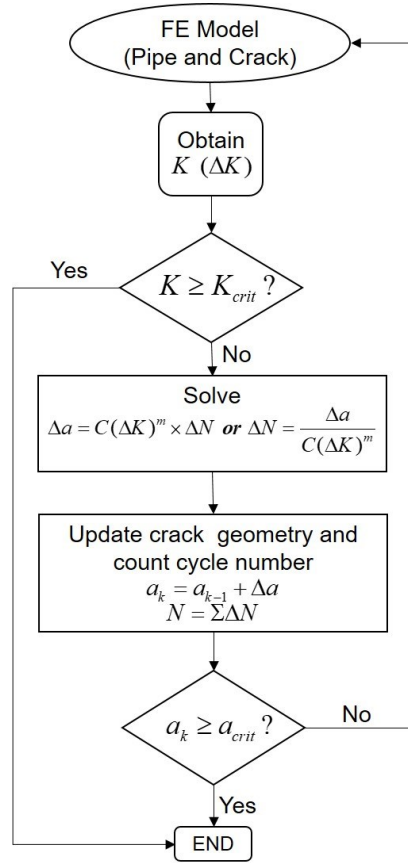 FE Model
(Pipe and Crack)
Obtain
K (ΔK)
Yes
K ≥ K_crit ?
No
Solve
Δa = C(ΔK)^m × ΔN or ΔN = Δa / C(ΔK)^m
Update crack geometry and
count cycle number
a_k = a_{k-1} + Δa
N = ΣΔN
a_k ≥ a_crit ?
No
Yes
END